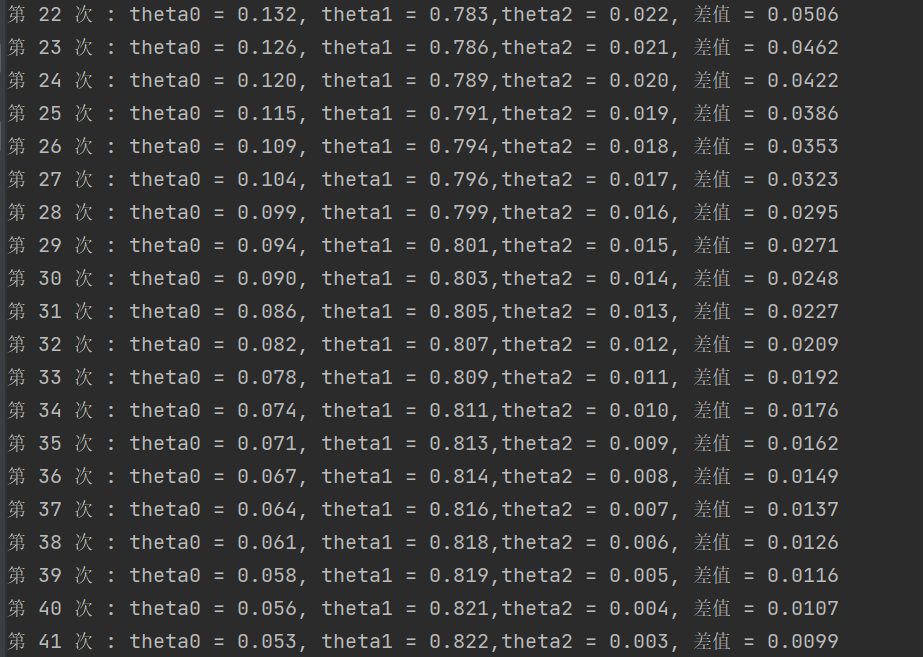 第 22 次 : theta0 = 0.132, theta1 = 0.783,theta2 = 0.022, 差值 = 0.0506
第 23 次 : theta0 = 0.126, theta1 = 0.786,theta2 = 0.021, 差值 = 0.0462
第 24 次 : theta0 = 0.120, theta1 = 0.789,theta2 = 0.020, 差值 = 0.0422
第 25 次 : theta0 = 0.115, theta1 = 0.791,theta2 = 0.019, 差值 = 0.0386
第 26 次 : theta0 = 0.109, theta1 = 0.794,theta2 = 0.018, 差值 = 0.0353
第 27 次 : theta0 = 0.104, theta1 = 0.796,theta2 = 0.017, 差值 = 0.0323
第 28 次 : theta0 = 0.099, theta1 = 0.799,theta2 = 0.016, 差值 = 0.0295
第 29 次 : theta0 = 0.094, theta1 = 0.801,theta2 = 0.015, 差值 = 0.0271
第 30 次 : theta0 = 0.090, theta1 = 0.803,theta2 = 0.014, 差值 = 0.0248
第 31 次 : theta0 = 0.086, theta1 = 0.805,theta2 = 0.013, 差值 = 0.0227
第 32 次 : theta0 = 0.082, theta1 = 0.807,theta2 = 0.012, 差值 = 0.0209
第 33 次 : theta0 = 0.078, theta1 = 0.809,theta2 = 0.011, 差值 = 0.0192
第 34 次 : theta0 = 0.074, theta1 = 0.811,theta2 = 0.010, 差值 = 0.0176
第 35 次 : theta0 = 0.071, theta1 = 0.813,theta2 = 0.009, 差值 = 0.0162
第 36 次 : theta0 = 0.067, theta1 = 0.814,theta2 = 0.008, 差值 = 0.0149
第 37 次 : theta0 = 0.064, theta1 = 0.816,theta2 = 0.007, 差值 = 0.0137
第 38 次 : theta0 = 0.061, theta1 = 0.818,theta2 = 0.006, 差值 = 0.0126
第 39 次 : theta0 = 0.058, theta1 = 0.819,theta2 = 0.005, 差值 = 0.0116
第 40 次 : theta0 = 0.056, theta1 = 0.821,theta2 = 0.004, 差值 = 0.0107
第 41 次 : theta0 = 0.053, theta1 = 0.822,theta2 = 0.003, 差值 = 0.0099